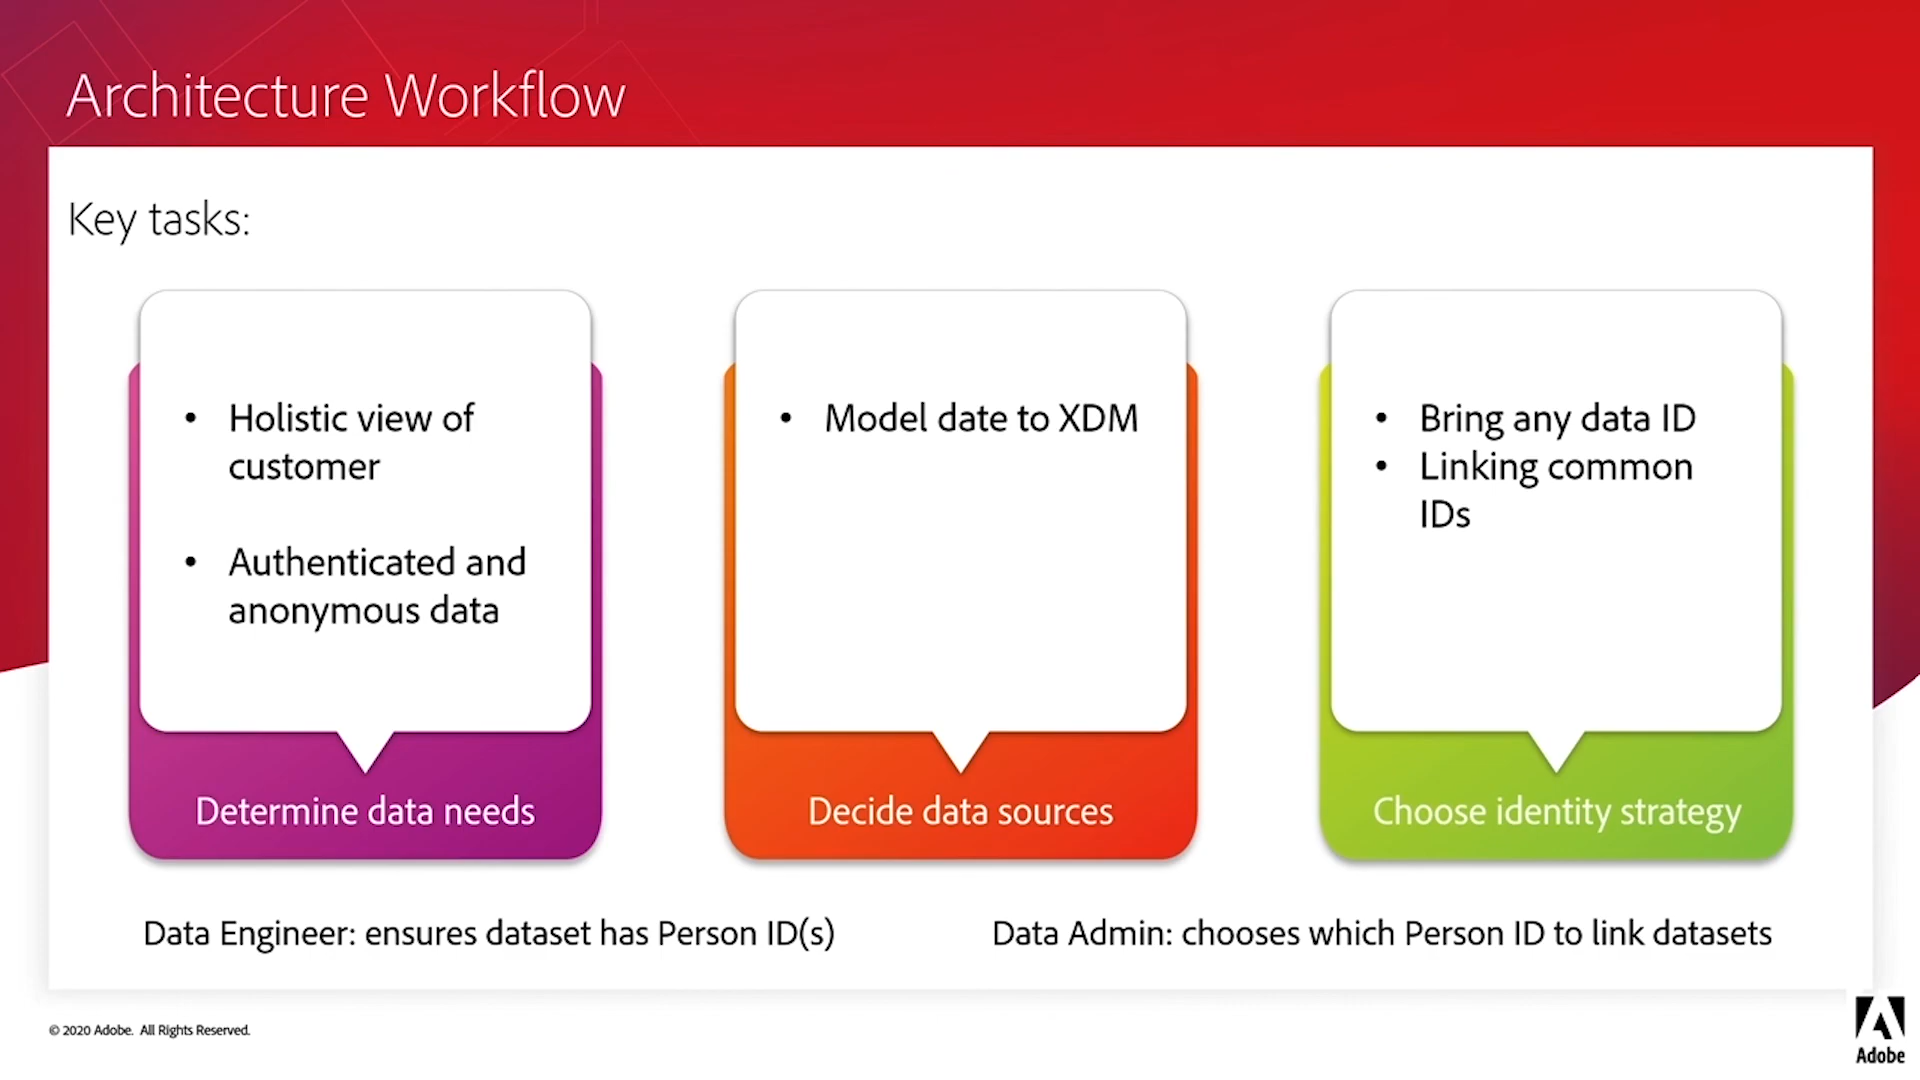 Architecture Workflow
Key tasks:
• Holistic view of
customer
• Authenticated and
anonymous data
Determine data needs
• Model date to XDM
Decide data sources
• Bring any data ID
• Linking common
IDs
Choose identity strategy
Data Engineer: ensures dataset has Person ID(s)
Data Admin: chooses which Person ID to link datasets
© 2020 Adobe. All Rights Reserved.
Adobe